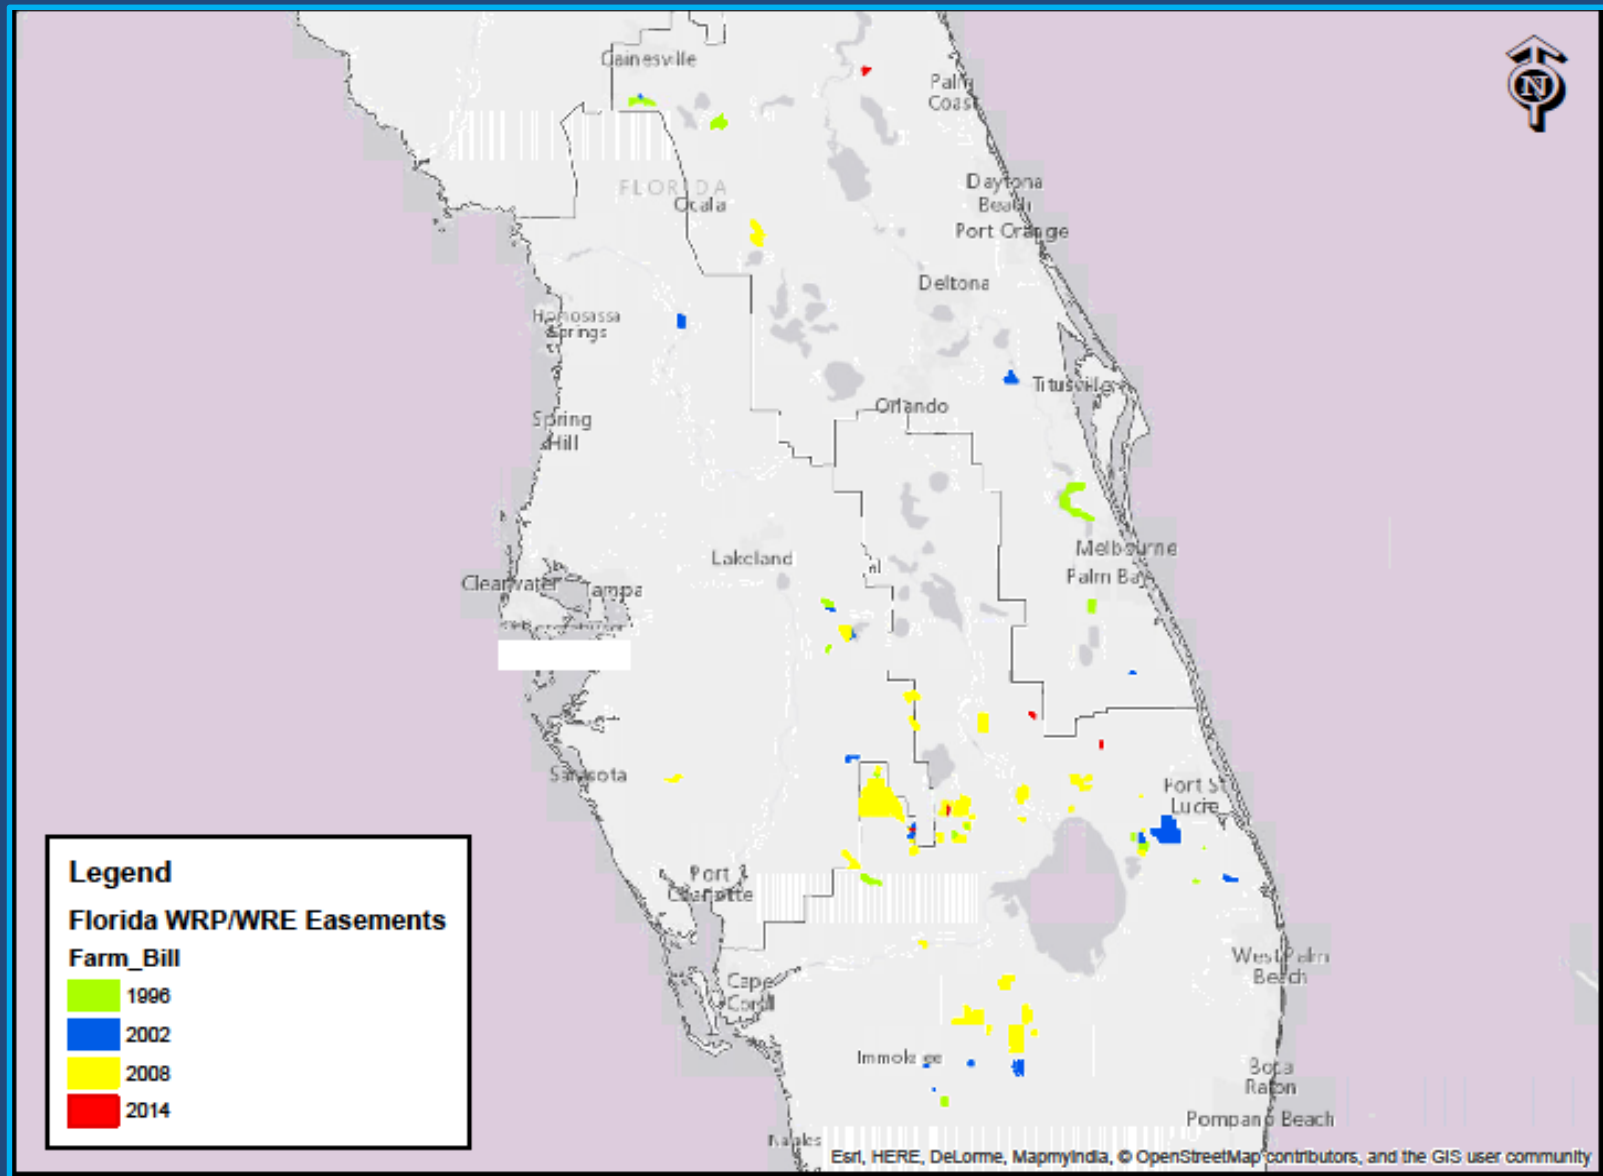 Gainesville
N
Palm
Coast
FLORIDA
Ocala
Daytona
Beach
Port Orange
Deltona
Homosassa
Springs
Titusville
Orlando
Spring
Hill
Lakeland
Melbourne
Palm Bay
Clearwater
Tampa
Sarasota
Port St
Lucie
Port
Charlotte
West Palm
Beach
Cape
Coral
Immokalee
Boca
Raton
Pompano Beach
Naples
Legend
Florida WRP/WRE Easements
Farm_Bill
1996
2002
2008
2014
Esri, HERE, DeLorme, MapmyIndia, © OpenStreetMap contributors, and the GIS user community